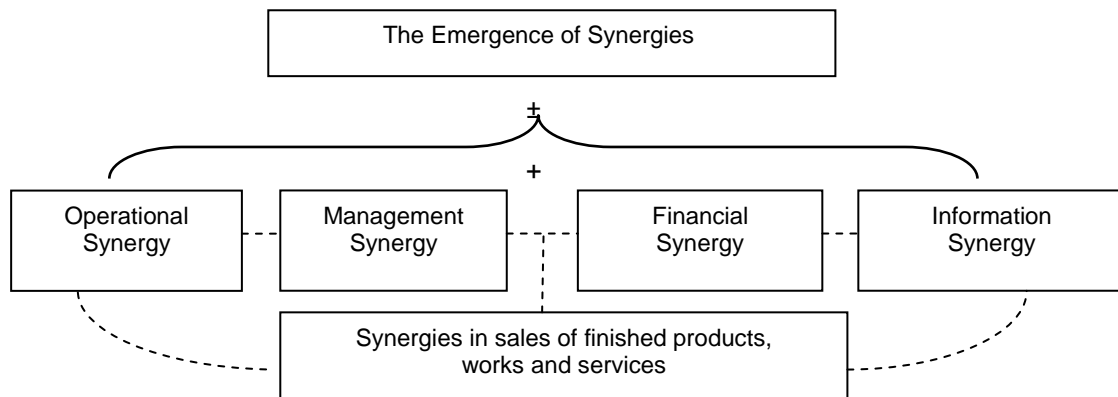 The Emergence of Synergies
±
+
Operational
Synergy
Management
Synergy
Financial
Synergy
Information
Synergy
Synergies in sales of finished products,
works and services